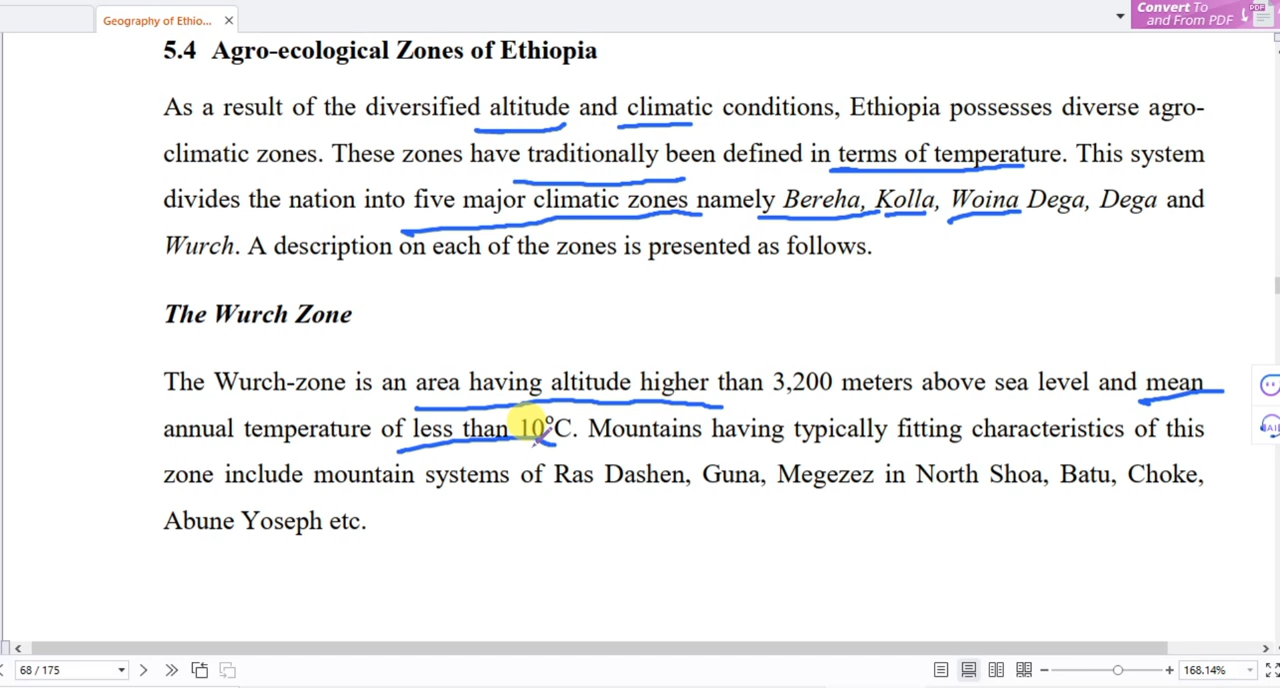 Geography of Ethio...
Convert To
and From PDF
PDF
5.4 Agro-ecological Zones of Ethiopia
As a result of the diversified altitude and climatic conditions, Ethiopia possesses diverse agro-
climatic zones. These zones have traditionally been defined in terms of temperature. This system
divides the nation into five major climatic zones namely Bereha, Kolla, Woina Dega, Dega and
Wurch. A description on each of the zones is presented as follows.
The Wurch Zone
The Wurch-zone is an area having altitude higher than 3,200 meters above sea level and mean
annual temperature of less than 10°C. Mountains having typically fitting characteristics of this
zone include mountain systems of Ras Dashen, Guna, Megezez in North Shoa, Batu, Choke,
Abune Yoseph etc.
AI
68 / 175
168.14%